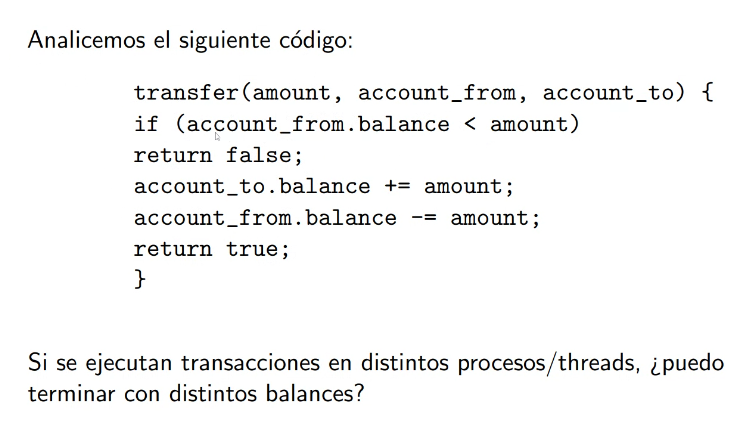 Analicemos el siguiente código:
transfer(amount, account_from, account_to) {
if (account_from.balance < amount)
return false;
account_to.balance += amount;
account_from.balance -= amount;
return true;
}
Si se ejecutan transacciones en distintos procesos/threads, ¿puedo
terminar con distintos balances?